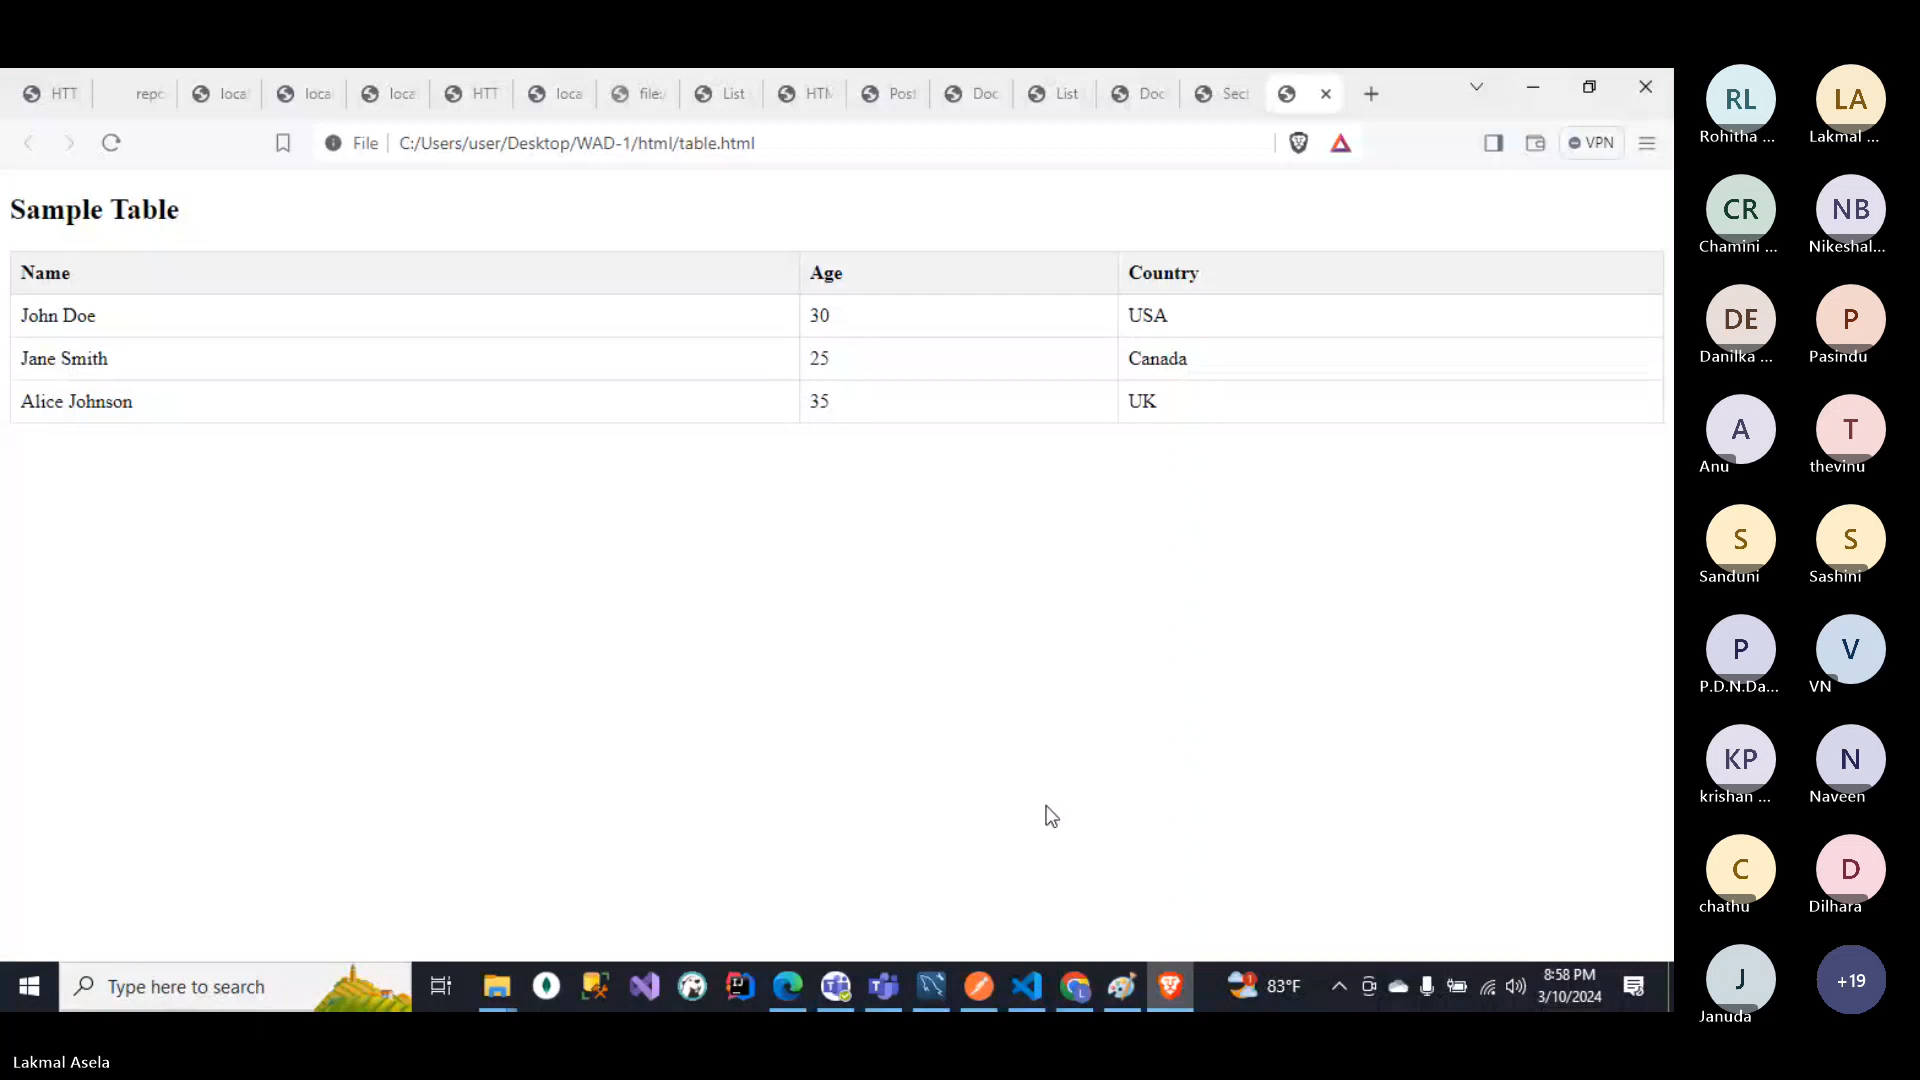 HTT
repc
loca
loca
loca
HTT
loca
file:
List
HTM
Post
Doc
List
Doc
Sect
File
C:/Users/user/Desktop/WAD-1/html/table.html
VPN
Sample Table
Name Age Country
John Doe 30 USA
Jane Smith 25 Canada
Alice Johnson 35 UK
Type here to search
83°F
8:58 PM
3/10/2024
RL
Rohitha ...
LA
Lakmal ...
CR
Chamini ...
NB
Nikeshal...
DE
Danilka ...
P
Pasindu
A
Anu
T
thevinu
S
Sanduni
S
Sashini
P
P.D.N.Da...
V
VN
KP
krishan ...
N
Naveen
C
chathu
D
Dilhara
J
Januda
+19
Lakmal Asela